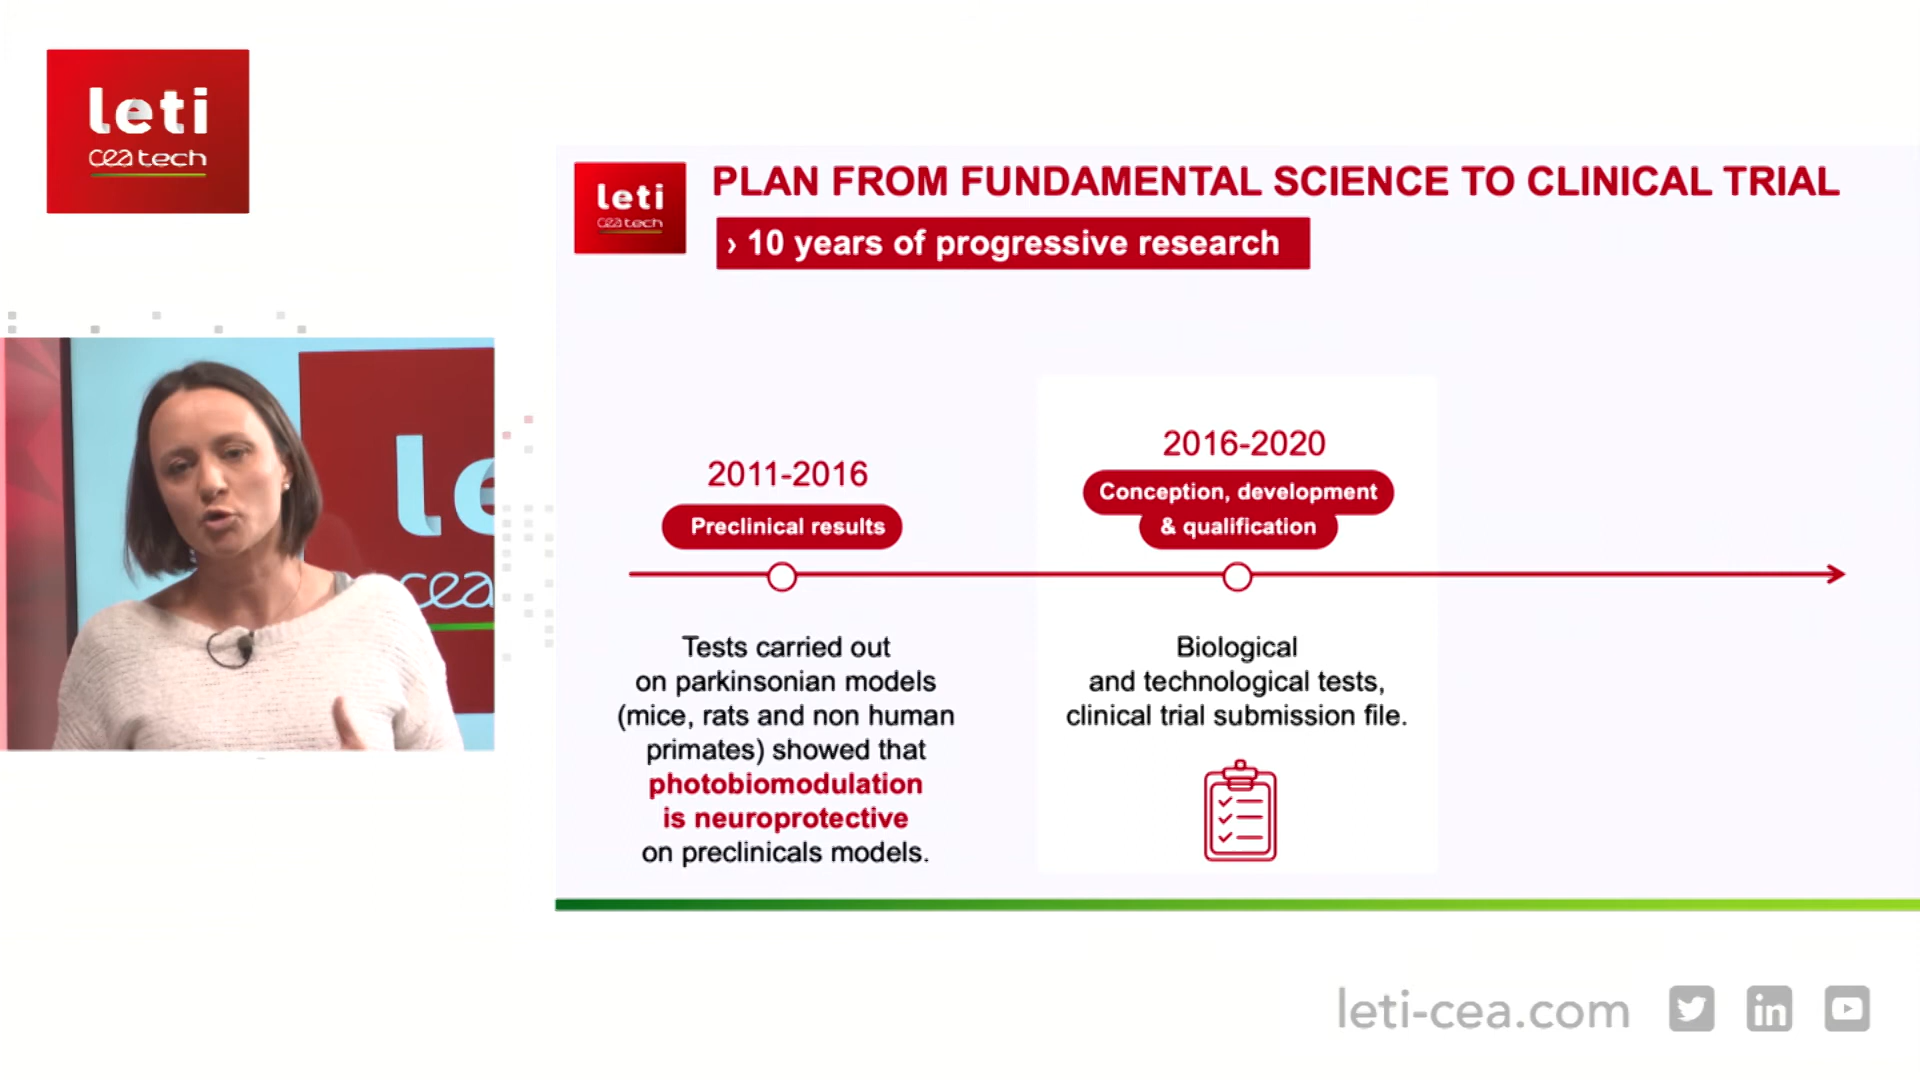 leti
cea tech
leti
cea tech
PLAN FROM FUNDAMENTAL SCIENCE TO CLINICAL TRIAL
› 10 years of progressive research
le
cea
2011-2016
Preclinical results
Tests carried out
on parkinsonian models
(mice, rats and non human
primates) showed that
photobiomodulation
is neuroprotective
on preclinicals models.
2016-2020
Conception, development
& qualification
Biological
and technological tests,
clinical trial submission file.
leti-cea.com
in